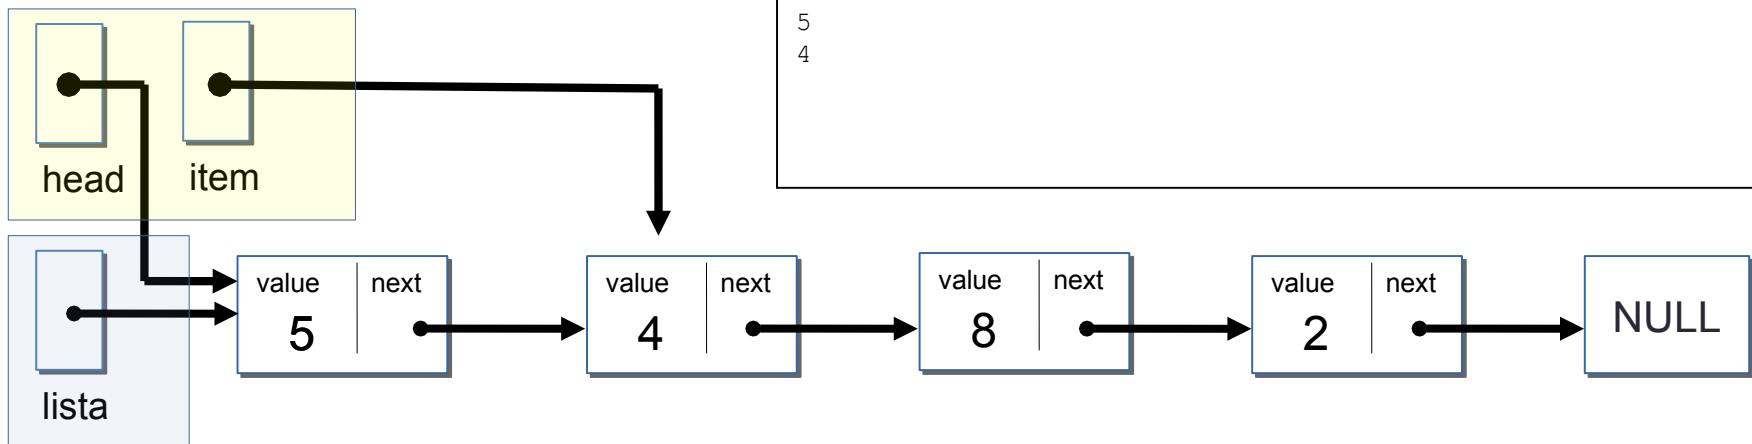 5
4
head
item
value next
5
value next
4
value next
8
value next
2
NULL
lista